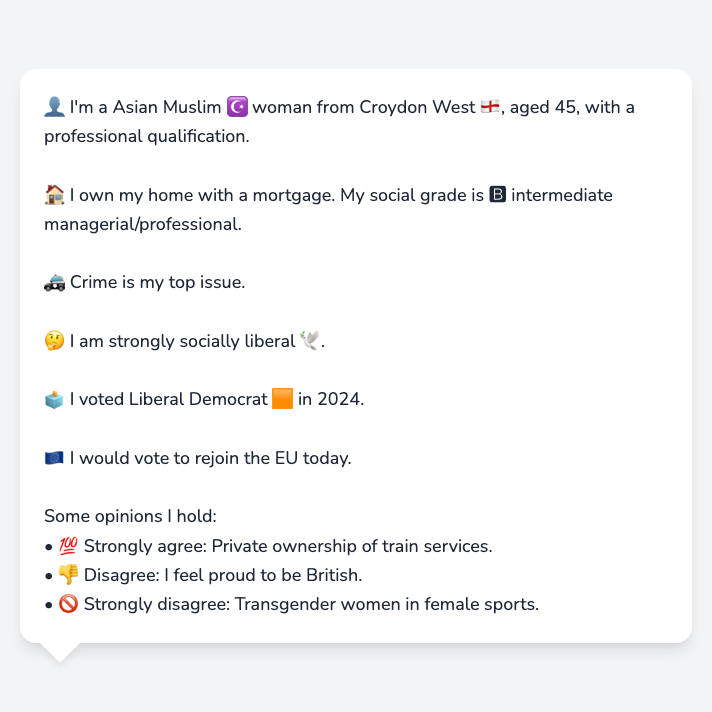 👤 I'm a Asian Muslim ☪️ woman from Croydon West 🏴󠁧󠁢󠁥󠁮󠁧󠁿, aged 45, with a
professional qualification.
🏠 I own my home with a mortgage. My social grade is 🅱 intermediate
managerial/professional.
🚓 Crime is my top issue.
🤔 I am strongly socially liberal 🕊️.
🗳️ I voted Liberal Democrat 🟧 in 2024.
🇪🇺 I would vote to rejoin the EU today.
Some opinions I hold:
• 💯 Strongly agree: Private ownership of train services.
• 👎 Disagree: I feel proud to be British.
• 🚫 Strongly disagree: Transgender women in female sports.